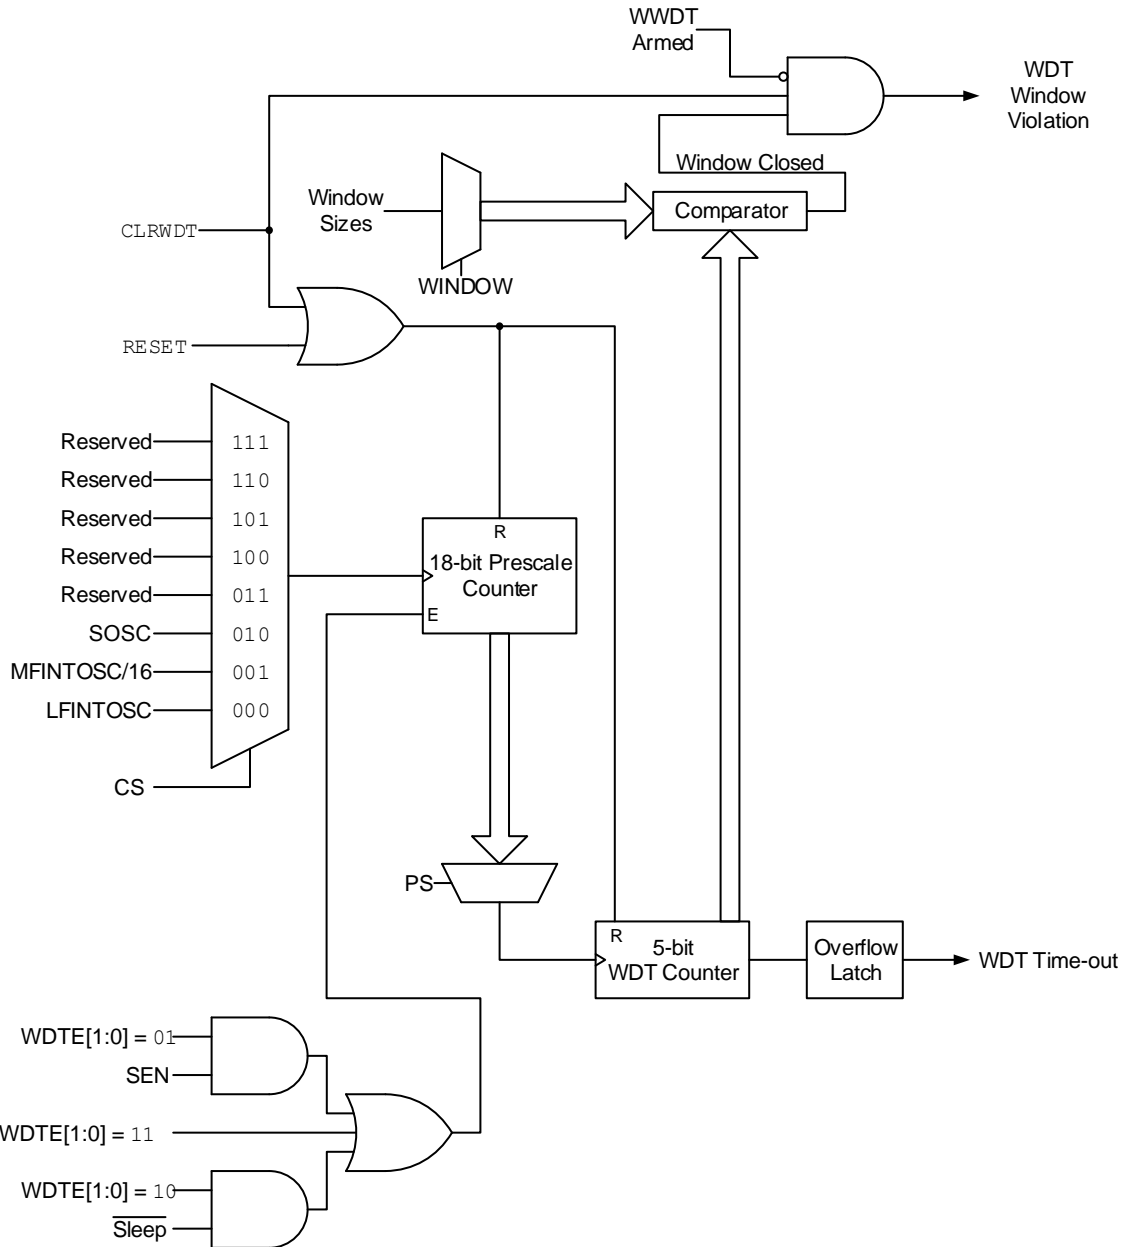 WWDT
Armed
WDT
Window
Violation
Window Closed
Window
Sizes
Comparator
CLRWDT
WINDOW
RESET
Reserved 111
Reserved 110
Reserved 101
Reserved 100
Reserved 011
SOSC 010
MFINTOSC/16 001
LFINTOSC 000
CS
R
18-bit Prescale
Counter
E
PS
R
5-bit
WDT Counter
Overflow
Latch
WDT Time-out
WDTE[1:0] = 01
SEN
WDTE[1:0] = 11
WDTE[1:0] = 10
Sleep